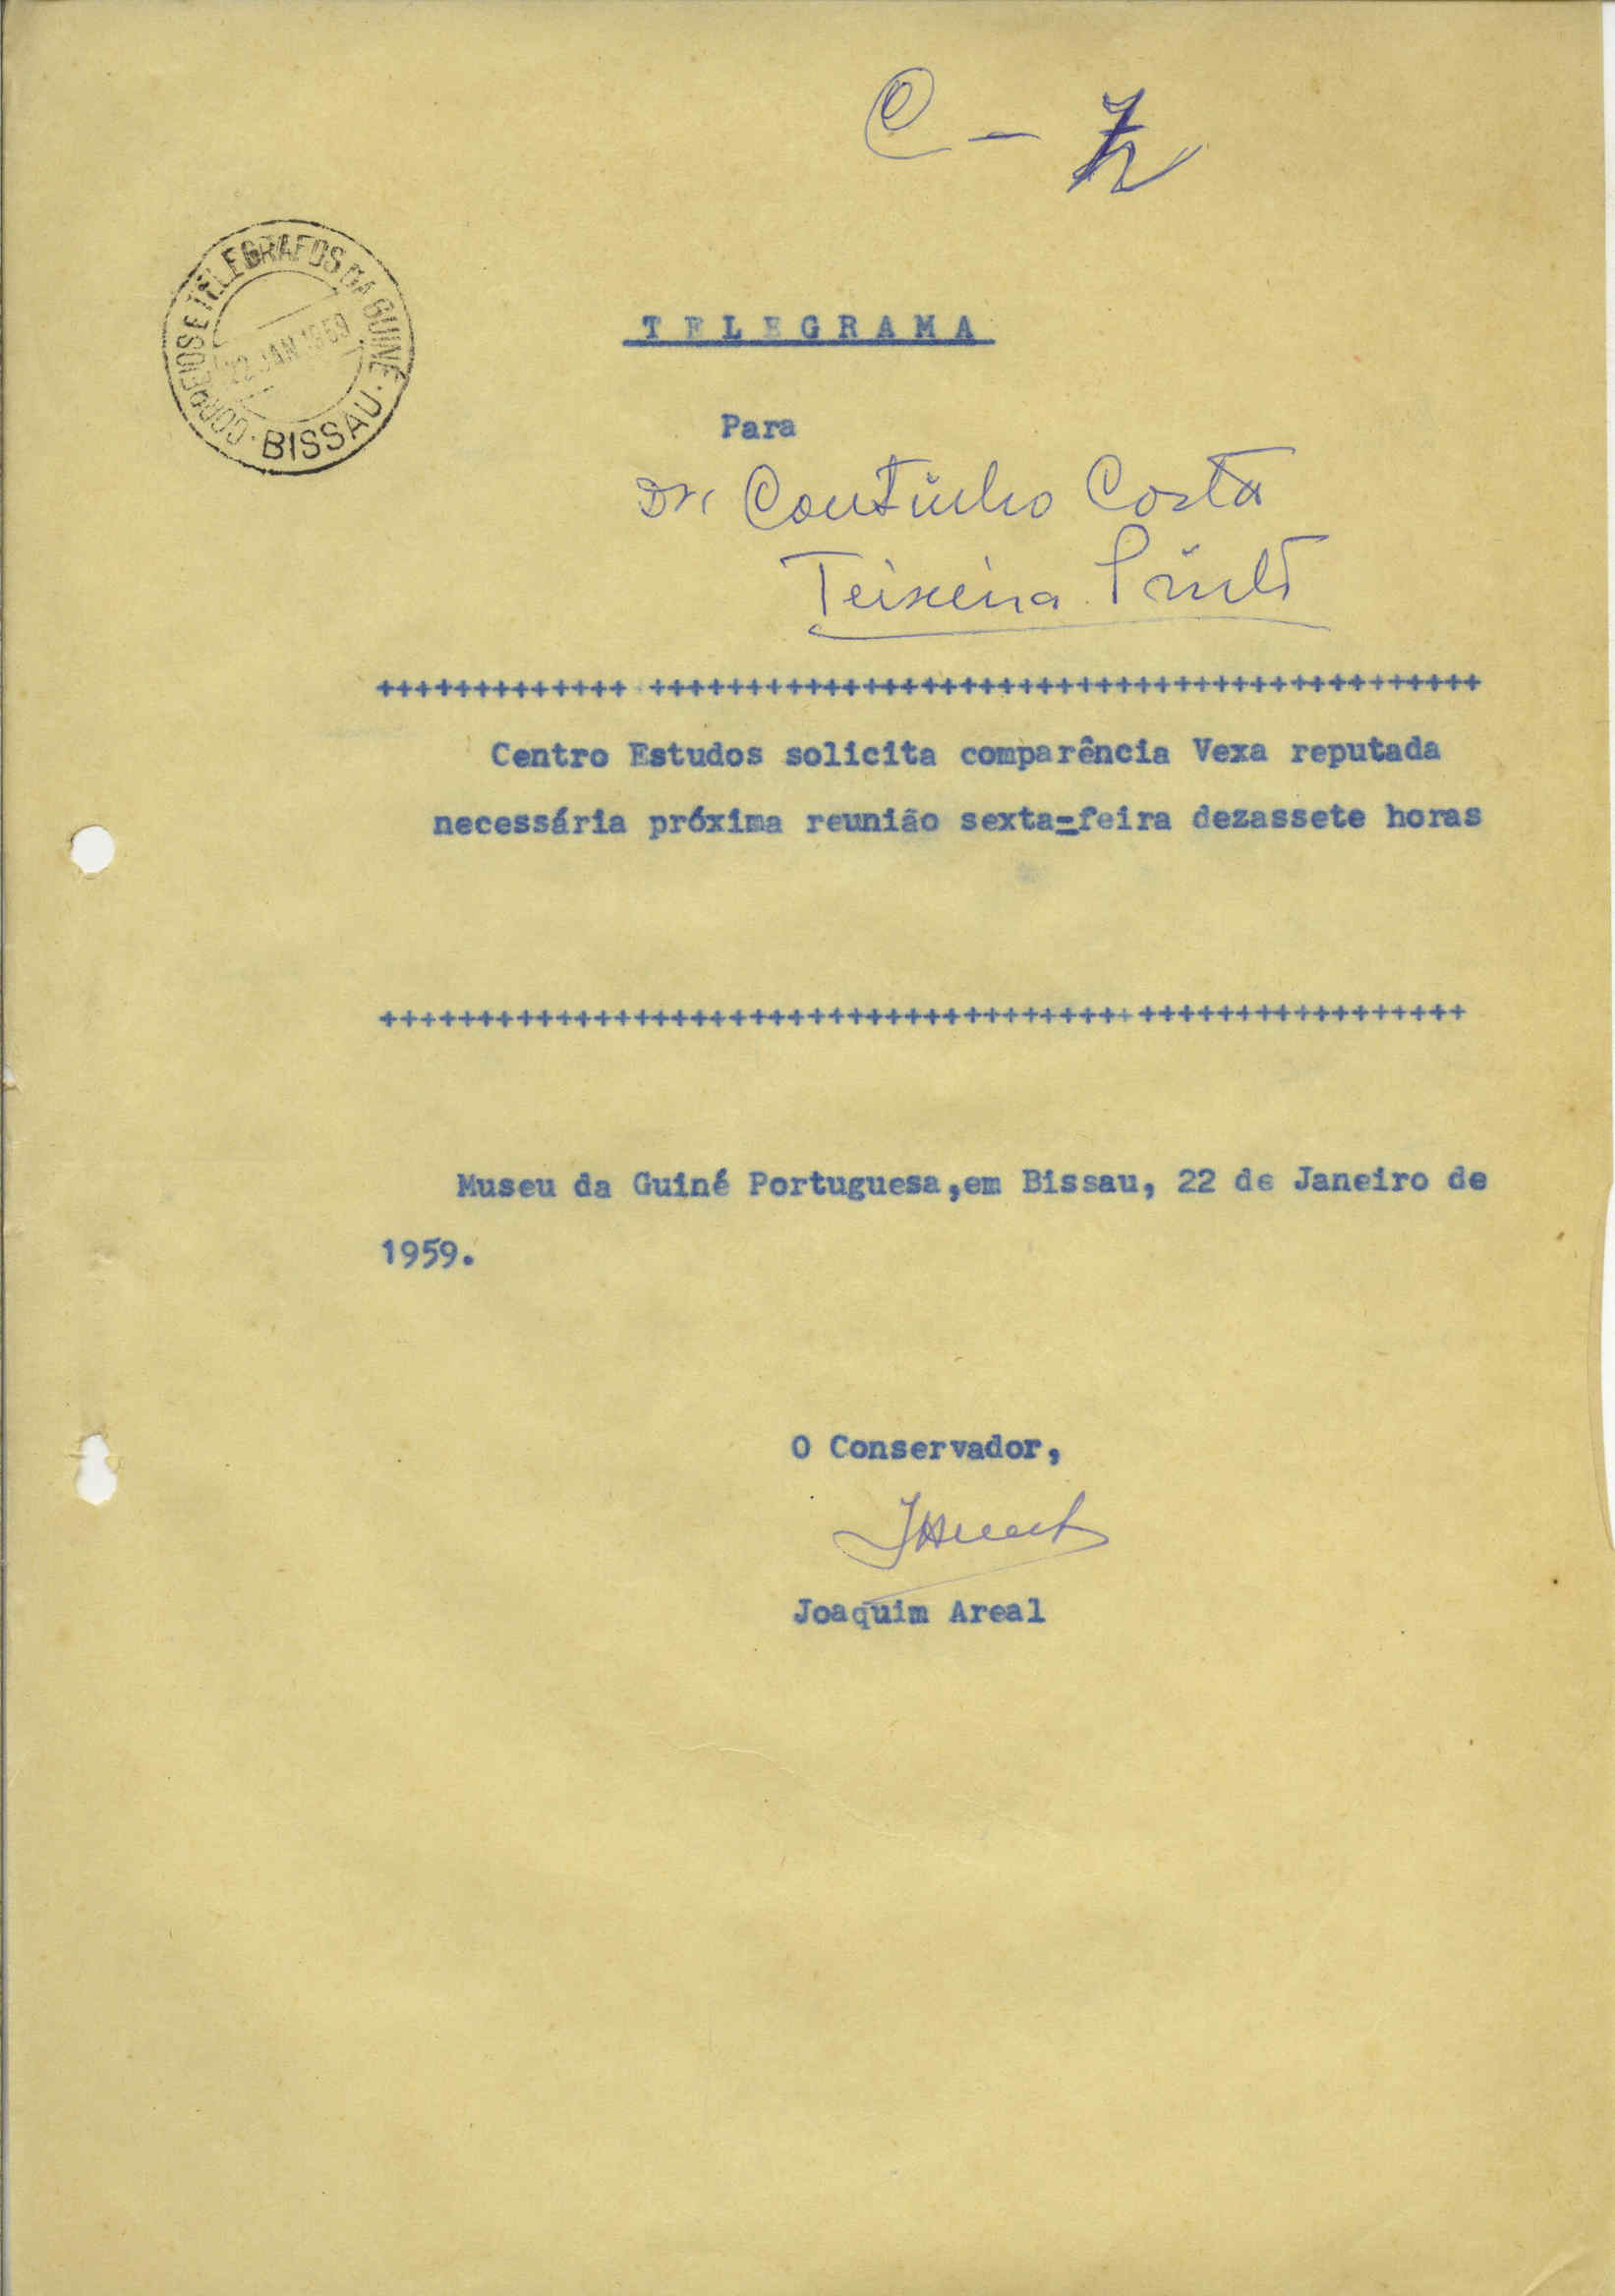 C - 7
CORREIOS E TELEGRAFOS DA GUINÉ · BISSAU ·
22 JAN 1959
TELEGRAMA
Para
Dr. Coutinho Costa
Teixeira Pinto
+++++++++++++ +++++++++++++++++++++++++++++++++++++++++++
Centro Estudos solicita comparência Vexa reputada
necessária próxima reunião sexta-feira dezassete horas
+++++++++++++++++++++++++++++++++++++++ +++++++++++++++++
Museu da Guiné Portuguesa,em Bissau, 22 de Janeiro de
1959.
O Conservador,
Joaquim Areal